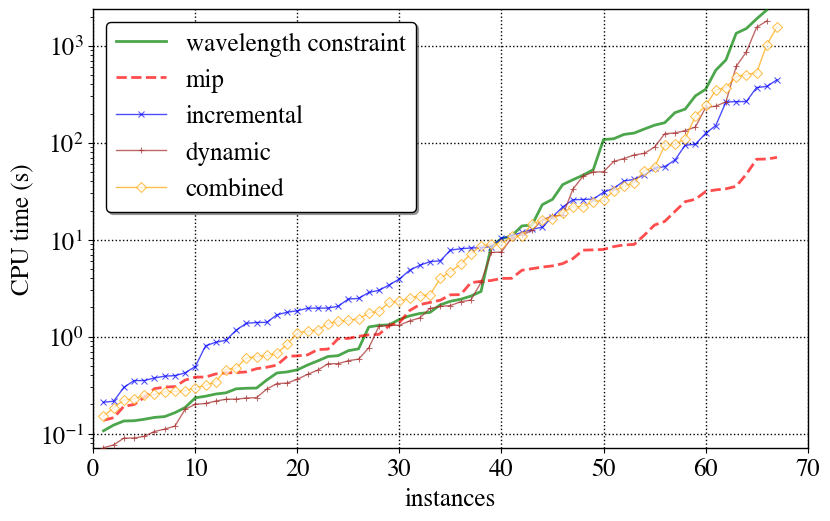 wavelength constraint
mip
incremental
dynamic
combined
CPU time (s)
10³
10²
10¹
10⁰
10⁻¹
0 10 20 30 40 50 60 70
instances